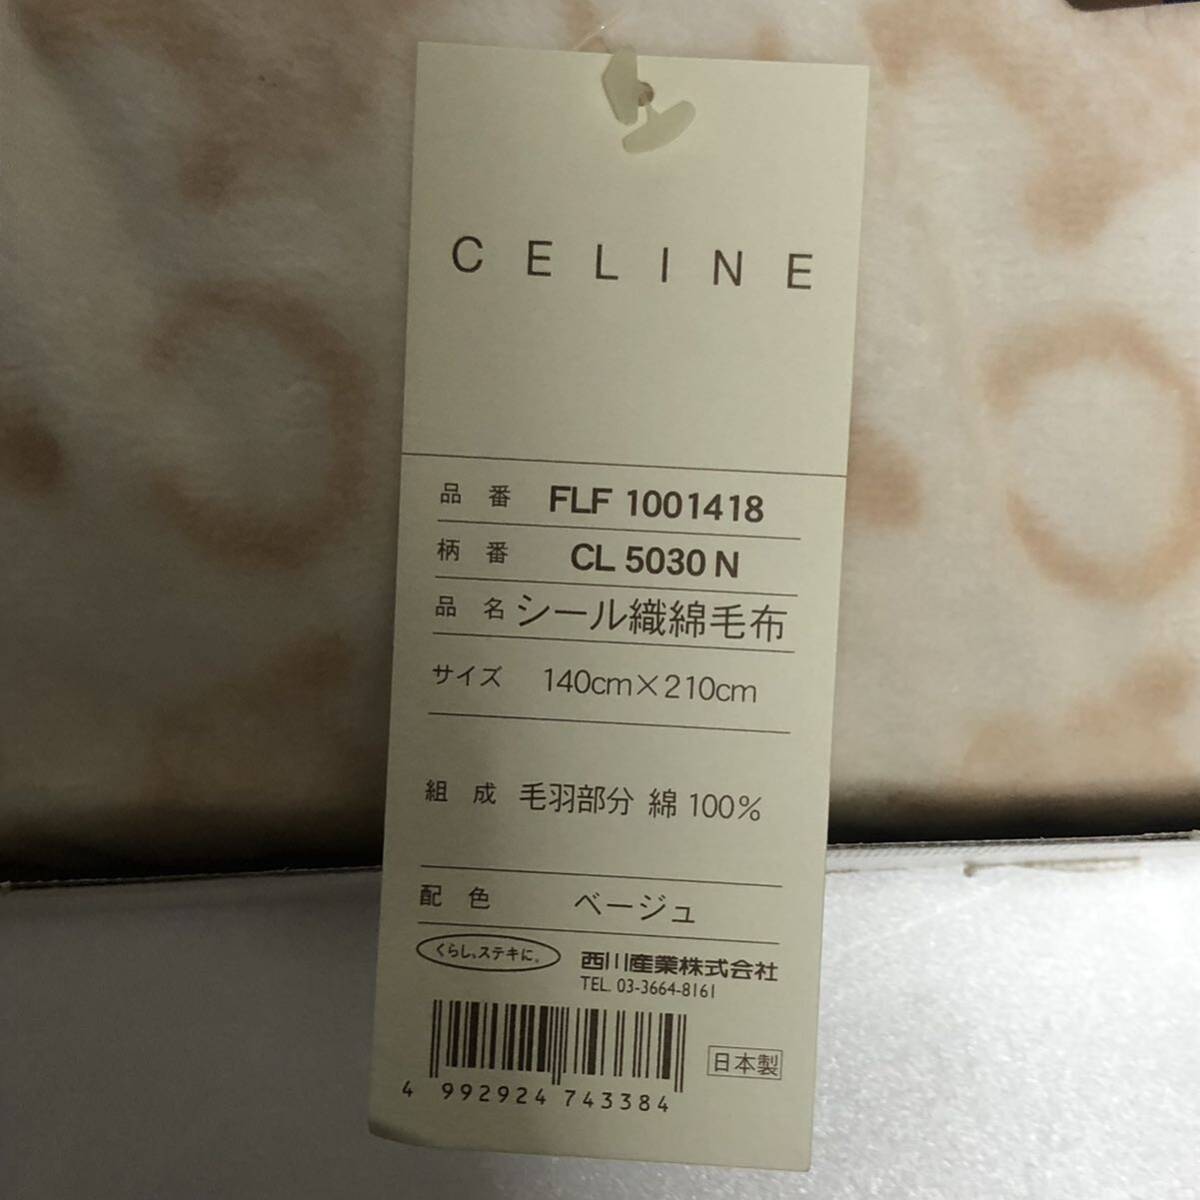 CELINE
品番 FLF 1001418
柄番 CL 5030 N
品名 シール織綿毛布
サイズ 140cm×210cm
組成 毛羽部分 綿 100%
配色 ベージュ
くらし、ステキに。 西川産業株式会社
TEL. 03-3664-8161
日本製
4 992924 743384